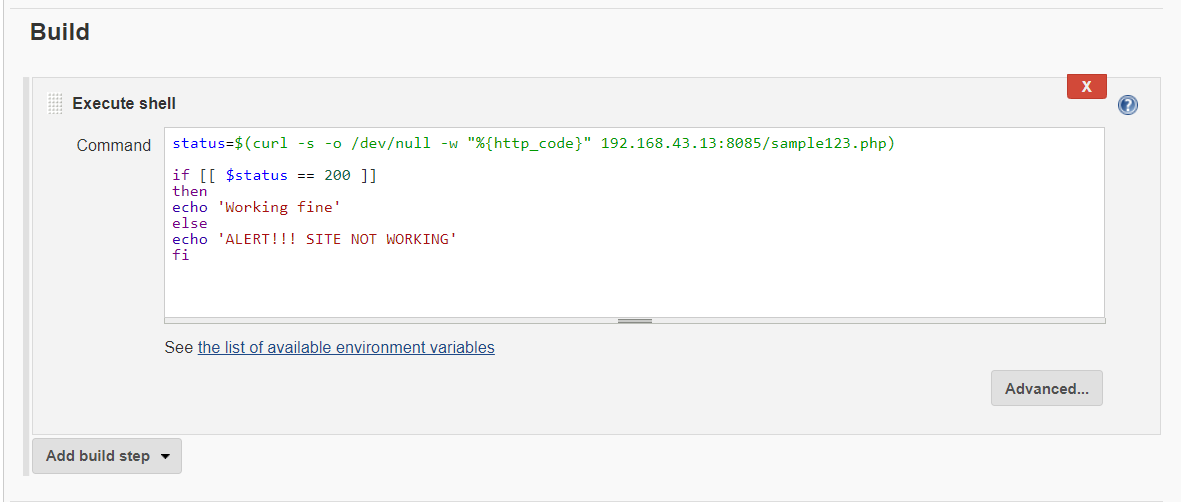 Build
X
Execute shell
?
Command
status=$(curl -s -o /dev/null -w "%{http_code}" 192.168.43.13:8085/sample123.php)
if [[ $status == 200 ]]
then
echo 'Working fine'
else
echo 'ALERT!!! SITE NOT WORKING'
fi
See the list of available environment variables
Advanced...
Add build step